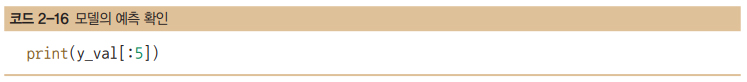 코드 2-16 모델의 예측 확인
print(y_val[:5])